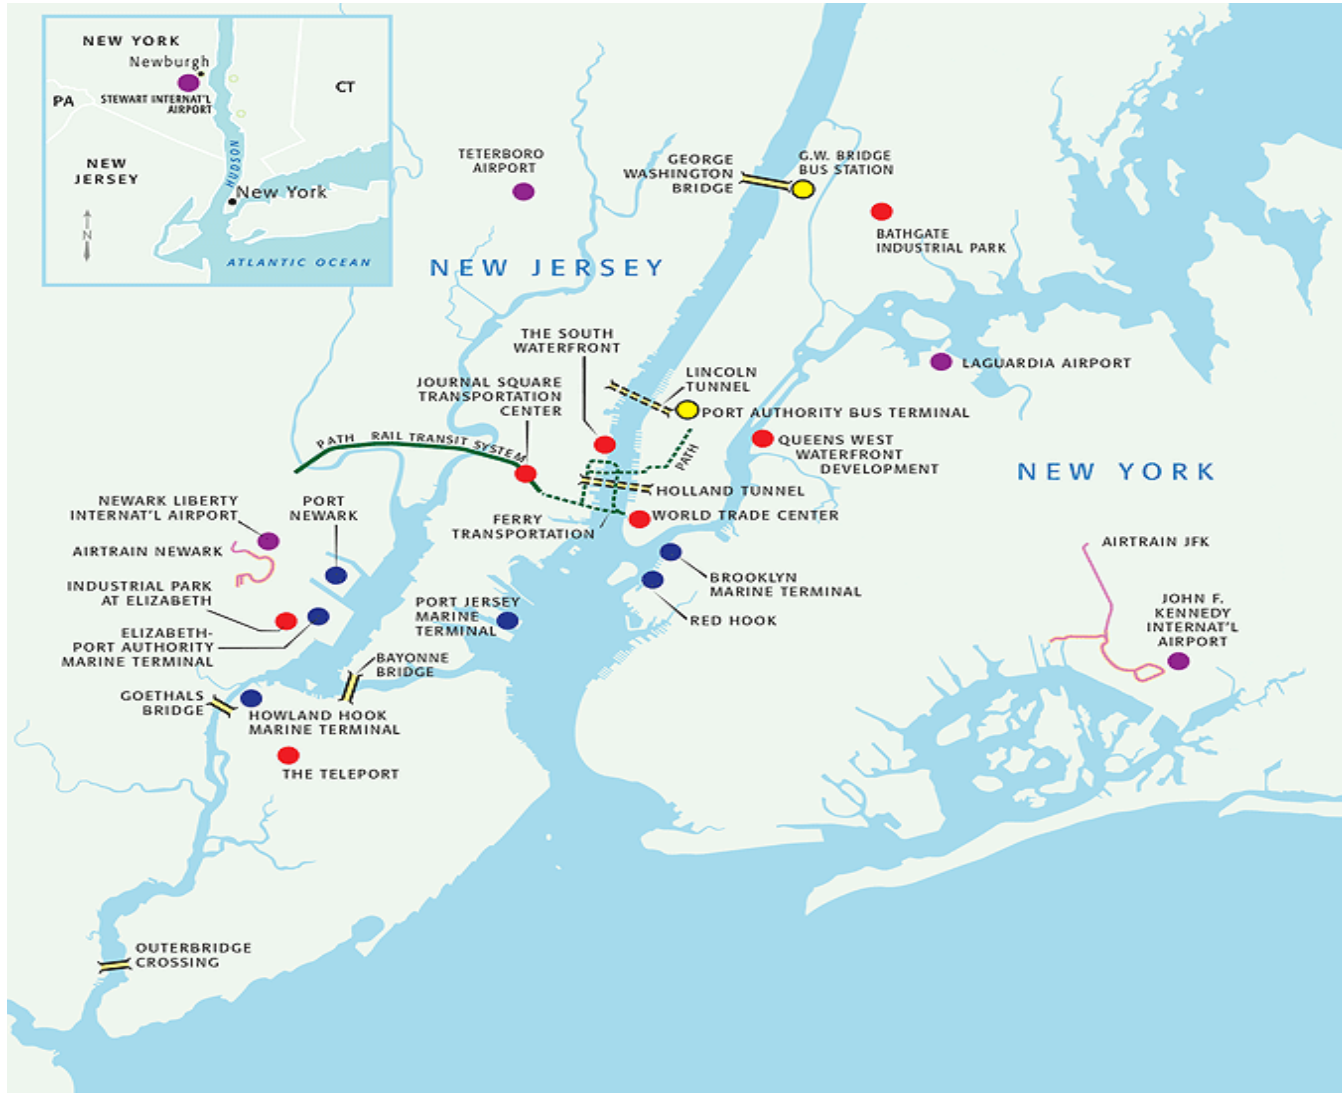 NEW YORK
Newburgh
STEWART INTERNAT'L
AIRPORT
PA
CT
NEW
JERSEY
HUDSON
New York
N
ATLANTIC OCEAN
TETERBORO
AIRPORT
GEORGE
WASHINGTON
BRIDGE
G.W. BRIDGE
BUS STATION
BATHGATE
INDUSTRIAL PARK
NEW JERSEY
THE SOUTH
WATERFRONT
LINCOLN
TUNNEL
LAGUARDIA AIRPORT
JOURNAL SQUARE
TRANSPORTATION
CENTER
PORT AUTHORITY BUS TERMINAL
PATH RAIL TRANSIT SYSTEM
PATH
QUEENS WEST
WATERFRONT
DEVELOPMENT
NEW YORK
HOLLAND TUNNEL
WORLD TRADE CENTER
FERRY
TRANSPORTATION
NEWARK LIBERTY
INTERNAT'L AIRPORT
PORT
NEWARK
AIRTRAIN NEWARK
INDUSTRIAL PARK
AT ELIZABETH
ELIZABETH-
PORT AUTHORITY
MARINE TERMINAL
PORT JERSEY
MARINE
TERMINAL
BROOKLYN
MARINE TERMINAL
RED HOOK
AIRTRAIN JFK
JOHN F.
KENNEDY
INTERNAT'L
AIRPORT
BAYONNE
BRIDGE
GOETHALS
BRIDGE
HOWLAND HOOK
MARINE TERMINAL
THE TELEPORT
OUTERBRIDGE
CROSSING